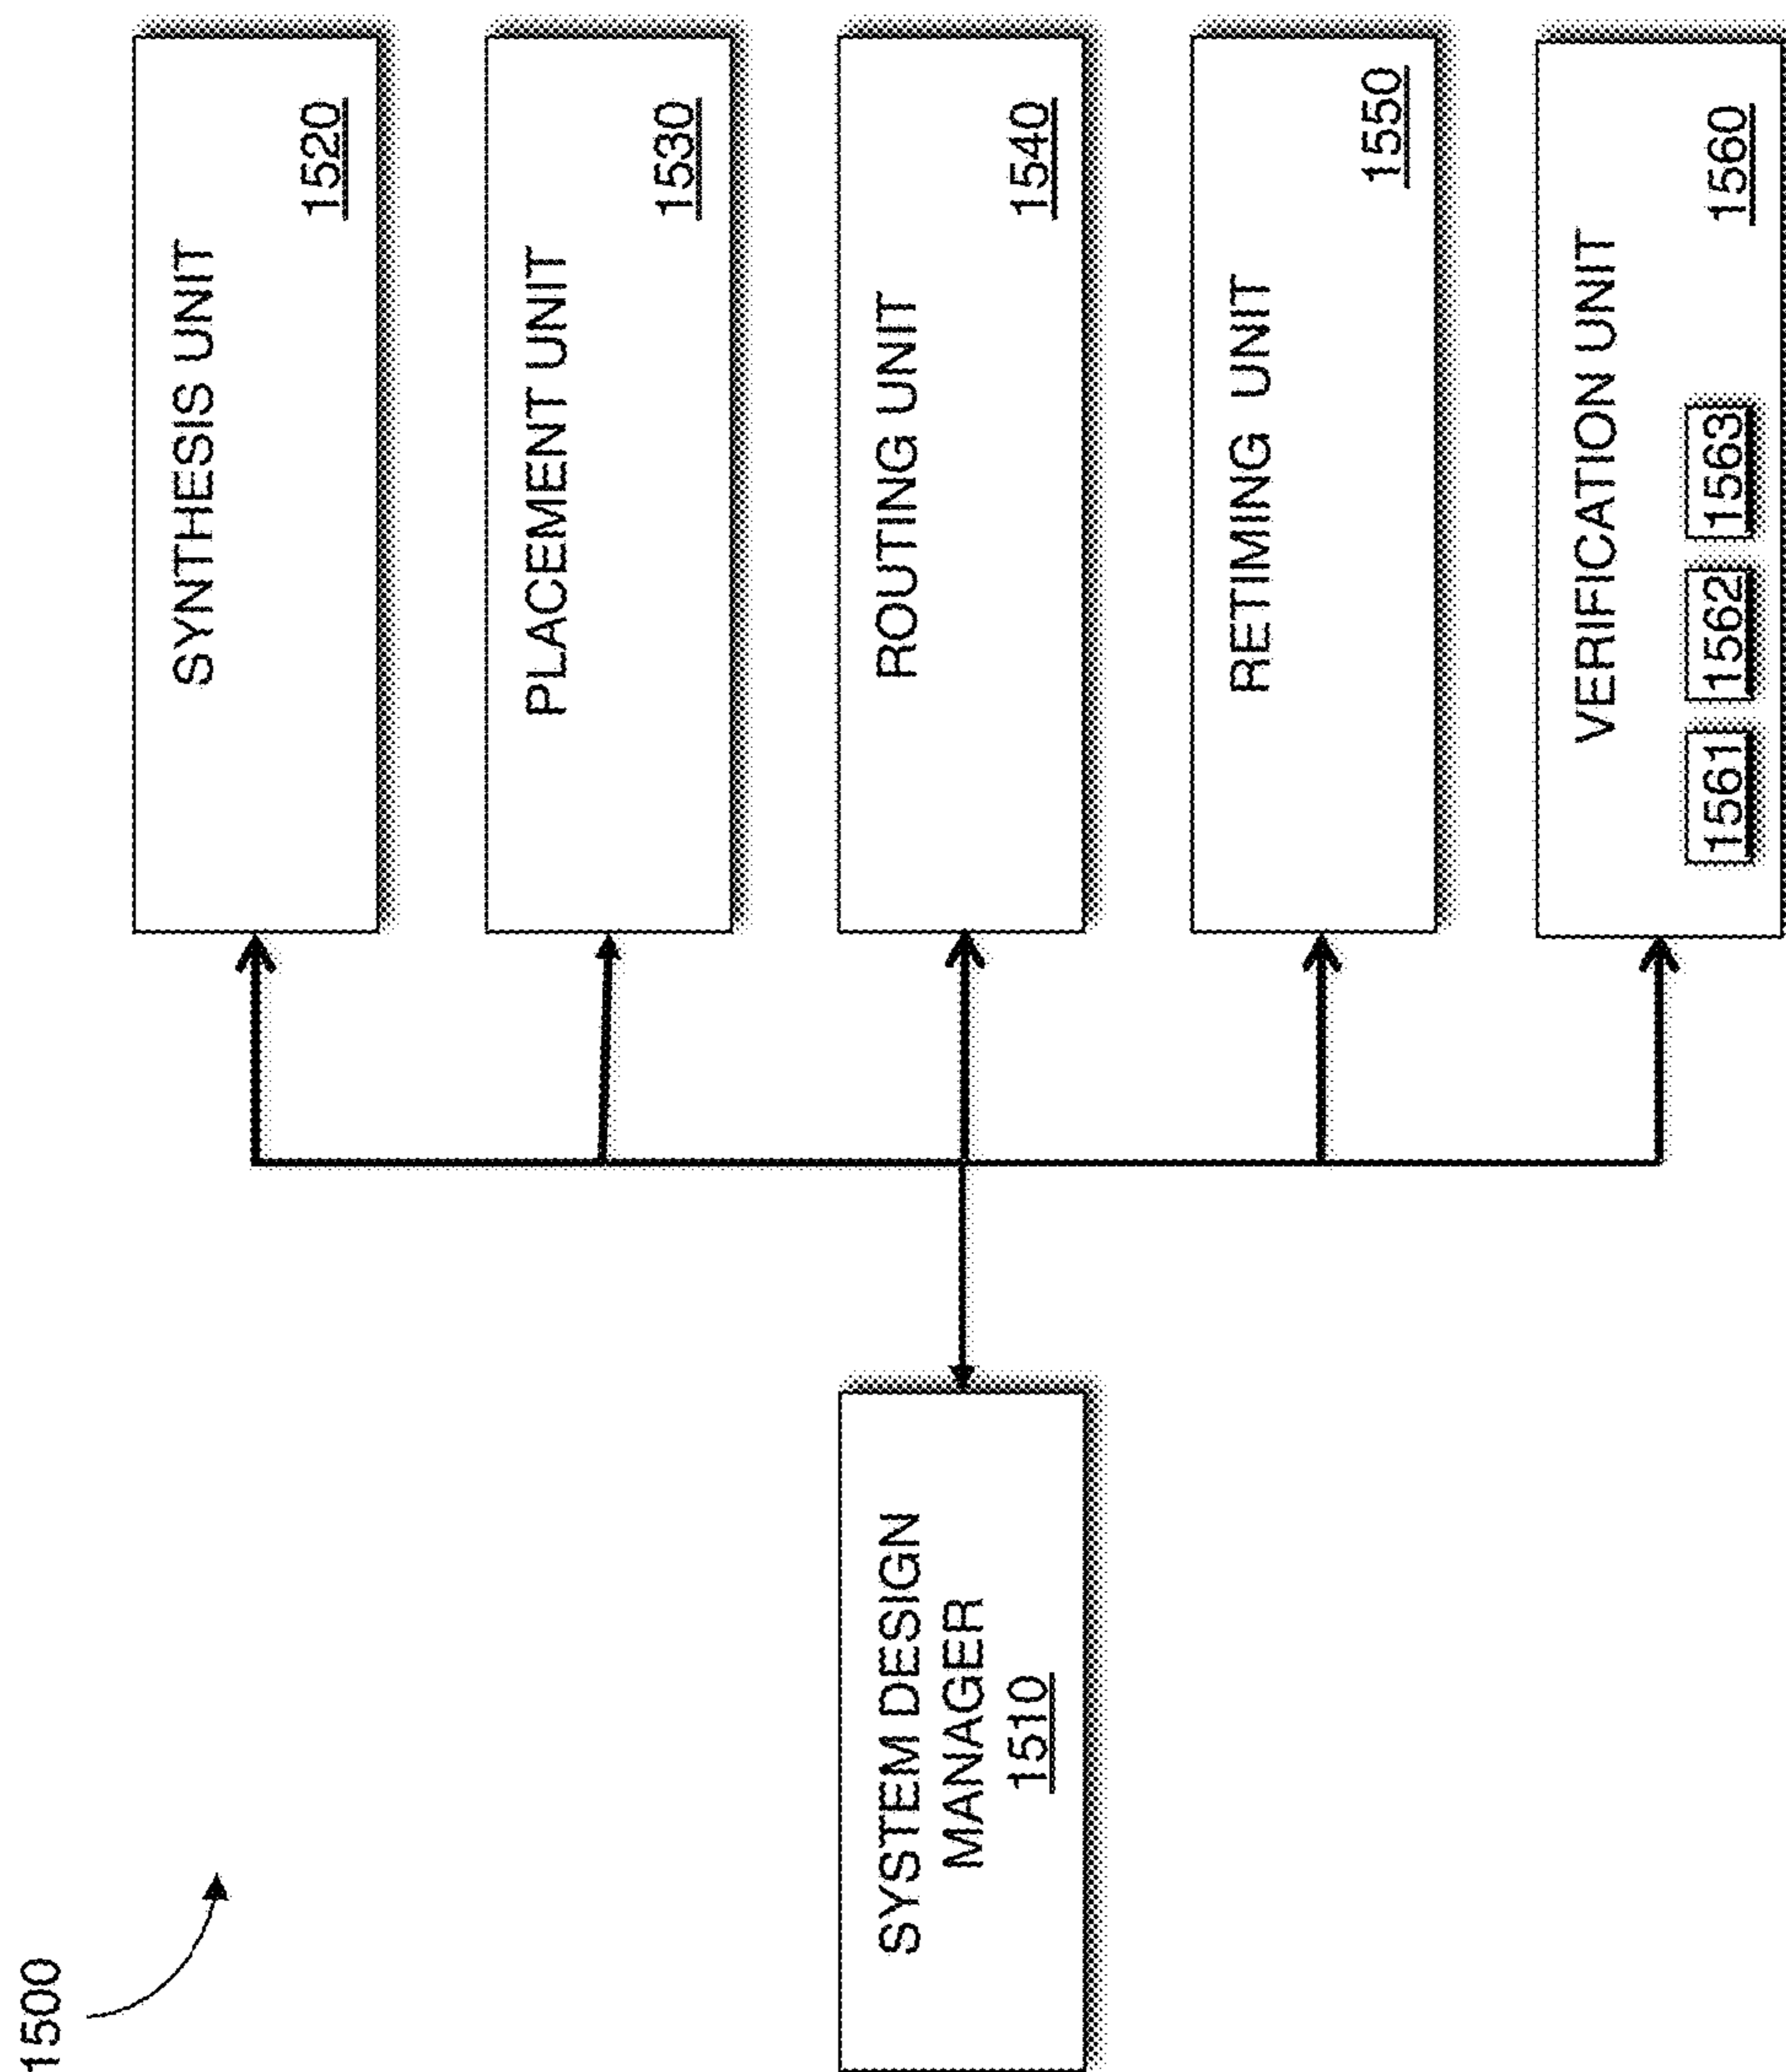 1500
SYSTEM DESIGN
MANAGER
1510
SYNTHESIS UNIT
1520
PLACEMENT UNIT
1530
ROUTING UNIT
1540
RETIMING UNIT
1550
VERIFICATION UNIT
1561 1562 1563 1560